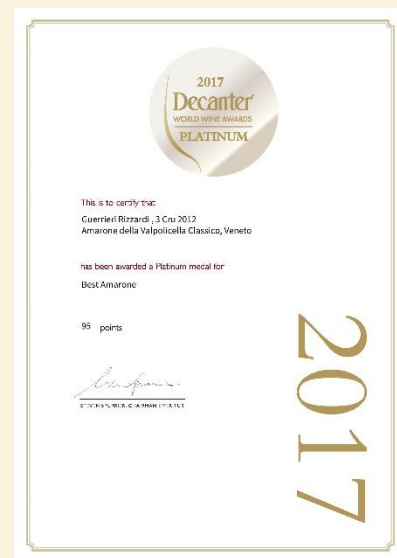 2017
Decanter
WORLD WINE AWARDS
PLATINUM
This is to certify that
Guerrieri Rizzardi , 3 Cru 2012
Amarone della Valpolicella Classico, Veneto
has been awarded a Platinum medal for
Best Amarone
95 points
2017